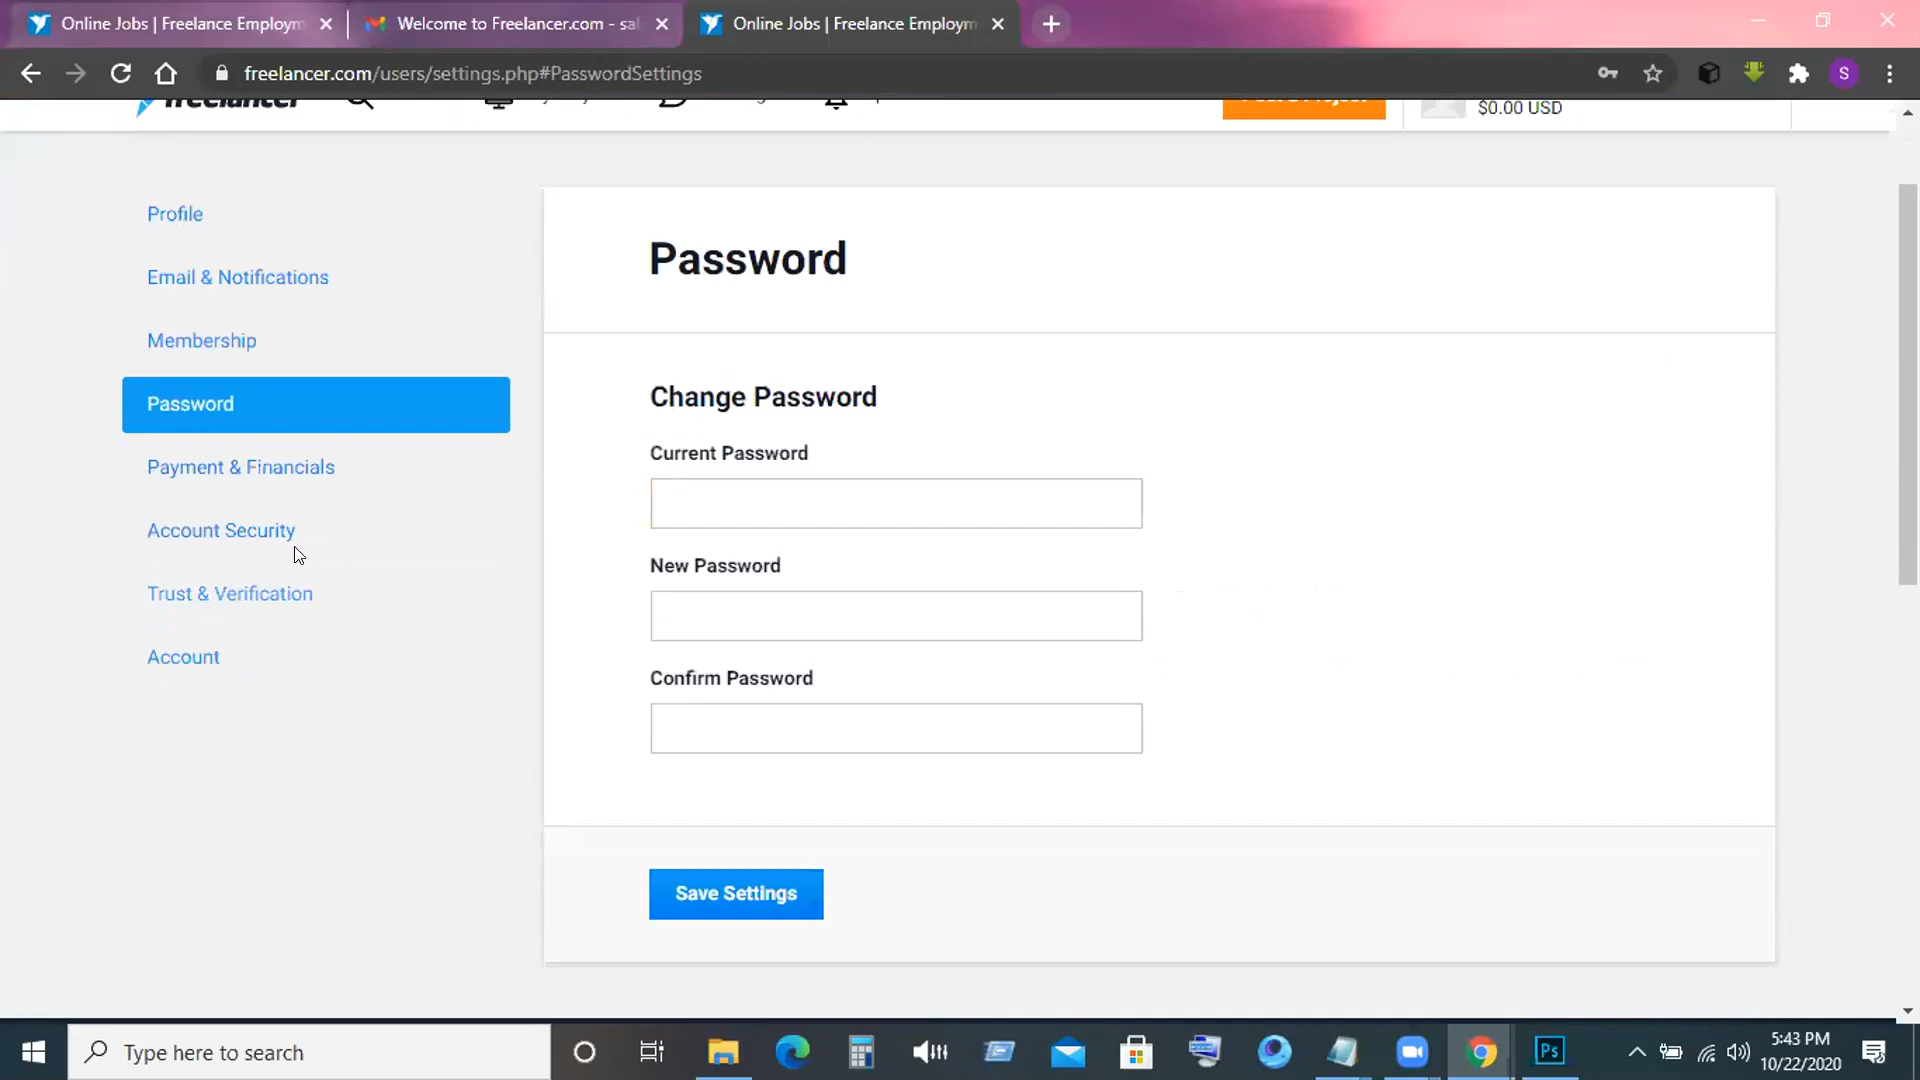 Online Jobs | Freelance Employm
Welcome to Freelancer.com - sal
Online Jobs | Freelance Employm
freelancer.com/users/settings.php#PasswordSettings
S
freelancer
$0.00 USD
Profile
Email & Notifications
Membership
Password
Payment & Financials
Account Security
Trust & Verification
Account
Password
Change Password
Current Password
New Password
Confirm Password
Save Settings
Type here to search
Ps
5:43 PM
10/22/2020